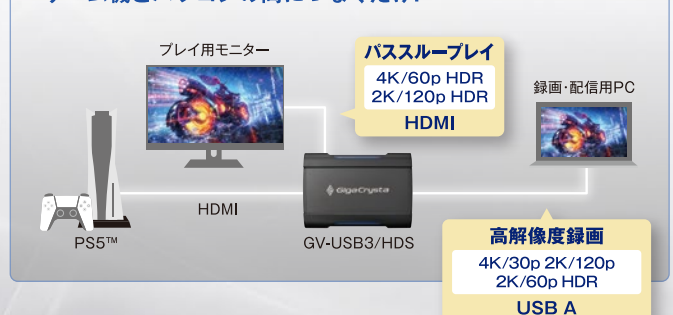 プレイ用モニター
パススループレイ
4K/60p HDR
2K/120p HDR
HDMI
録画・配信用PC
GigaCrysta
HDMI
PS5™
GV-USB3/HDS
高解像度録画
4K/30p 2K/120p
2K/60p HDR
USB A